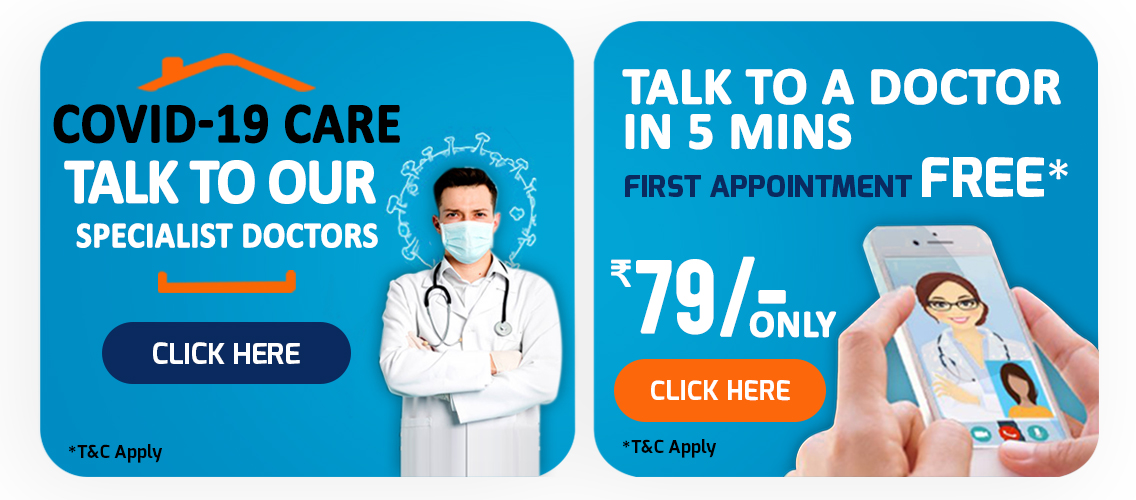 COVID-19 CARE
TALK TO OUR
SPECIALIST DOCTORS
CLICK HERE
*T&C Apply
TALK TO A DOCTOR
IN 5 MINS
FIRST APPOINTMENT FREE*
₹79/-
ONLY
CLICK HERE
*T&C Apply